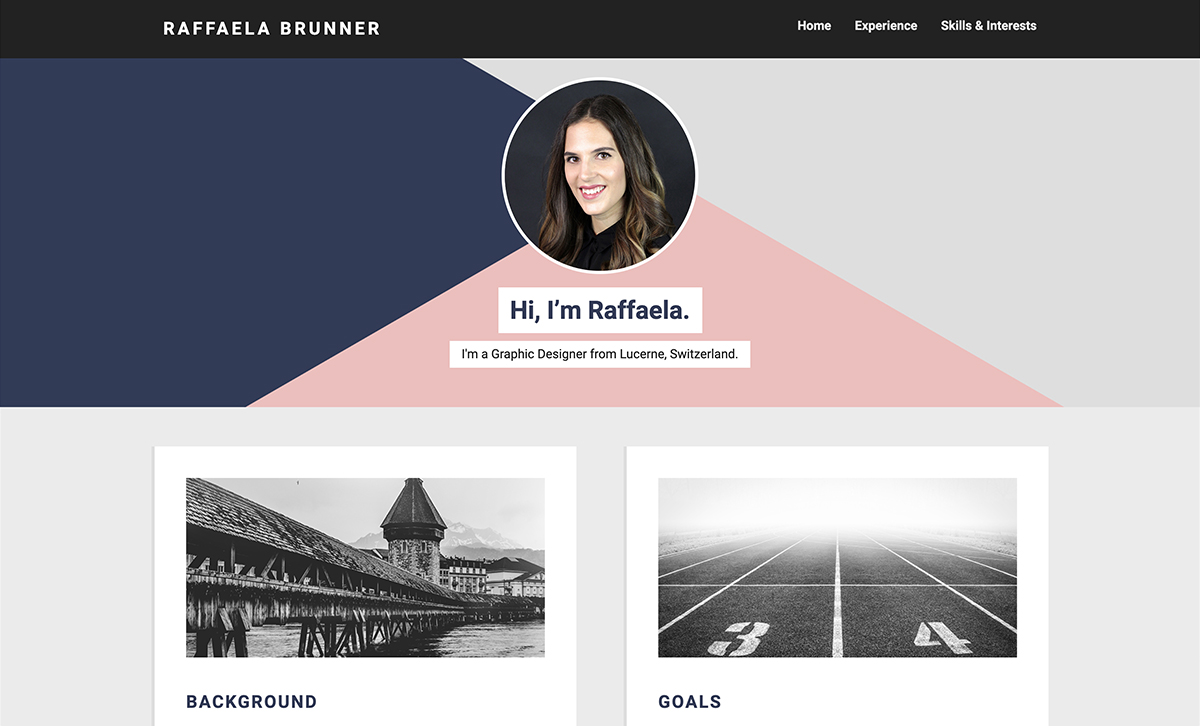 RAFFAELA BRUNNER
Home Experience Skills & Interests
Hi, I’m Raffaela.
I'm a Graphic Designer from Lucerne, Switzerland.
3 4
BACKGROUND
GOALS